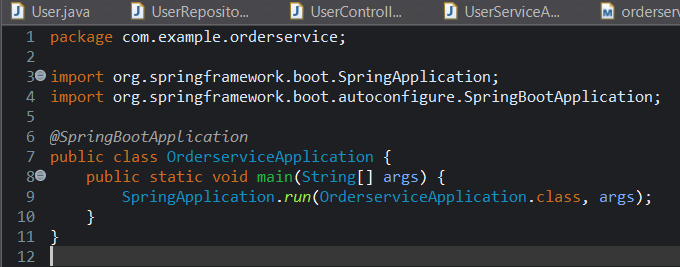 User.java UserReposito... UserControll... UserServiceA... orderserv
1 package com.example.orderservice;
2
3 import org.springframework.boot.SpringApplication;
4 import org.springframework.boot.autoconfigure.SpringBootApplication;
5
6 @SpringBootApplication
7 public class OrderserviceApplication {
8 public static void main(String[] args) {
9 SpringApplication.run(OrderserviceApplication.class, args);
10 }
11 }
12